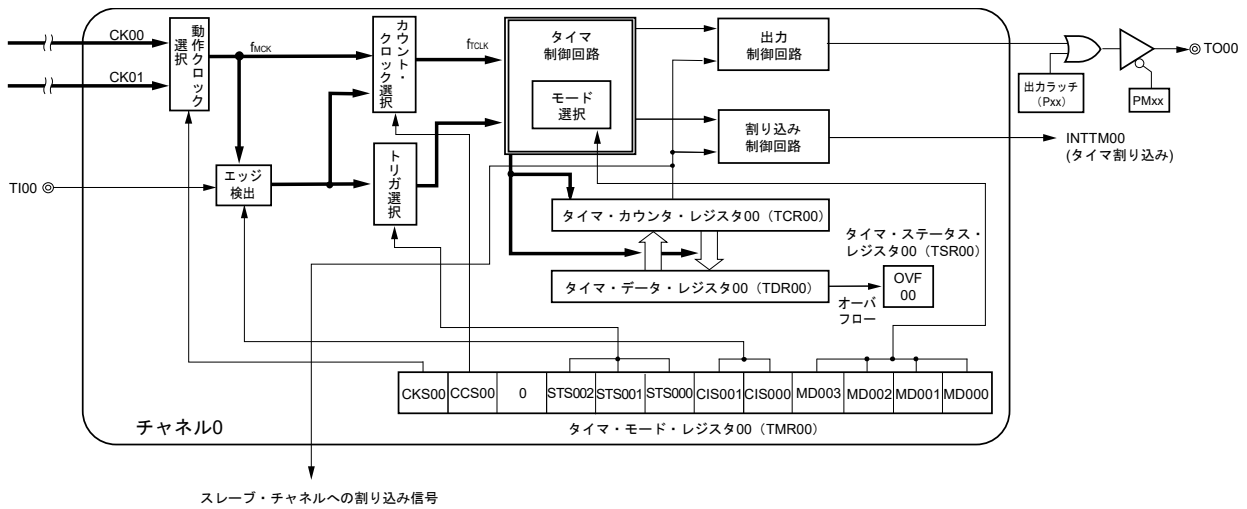 CK00
CK01
動作クロック
選択
fMCK
カウント・
クロック選択
fTCLK
タイマ
制御回路
モード
選択
出力
制御回路
TO00
出力ラッチ
（Pxx）
PMxx
割り込み
制御回路
INTTM00
(タイマ割り込み)
TI00
エッジ
検出
トリガ選択
タイマ・カウンタ・レジスタ00（TCR00）
タイマ・ステータス・
レジスタ00（TSR00）
タイマ・データ・レジスタ00（TDR00）
OVF
00
オーバ
フロー
CKS00 CCS00 0 STS002 STS001 STS000 CIS001 CIS000 MD003 MD002 MD001 MD000
チャネル0
タイマ・モード・レジスタ00（TMR00）
スレーブ・チャネルへの割り込み信号